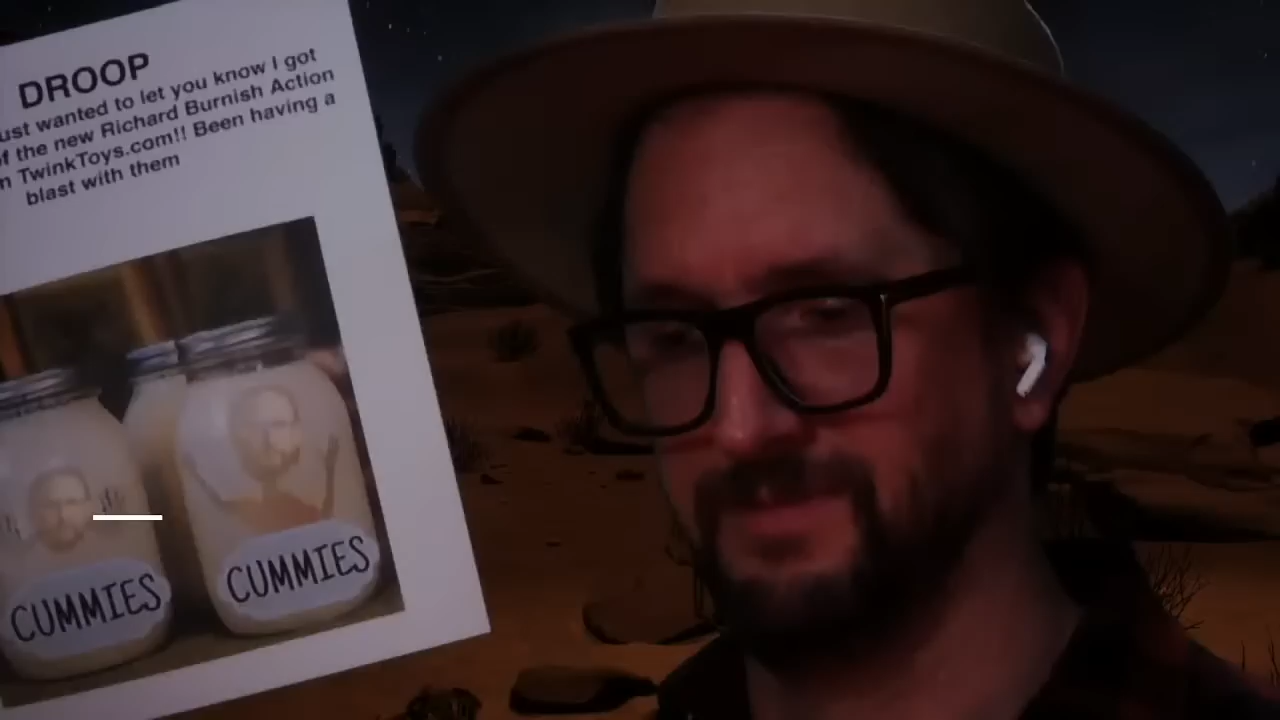 DROOP
ust wanted to let you know I got
f the new Richard Burnish Action
n TwinkToys.com!! Been having a
blast with them
CUMMIES
CUMMIES